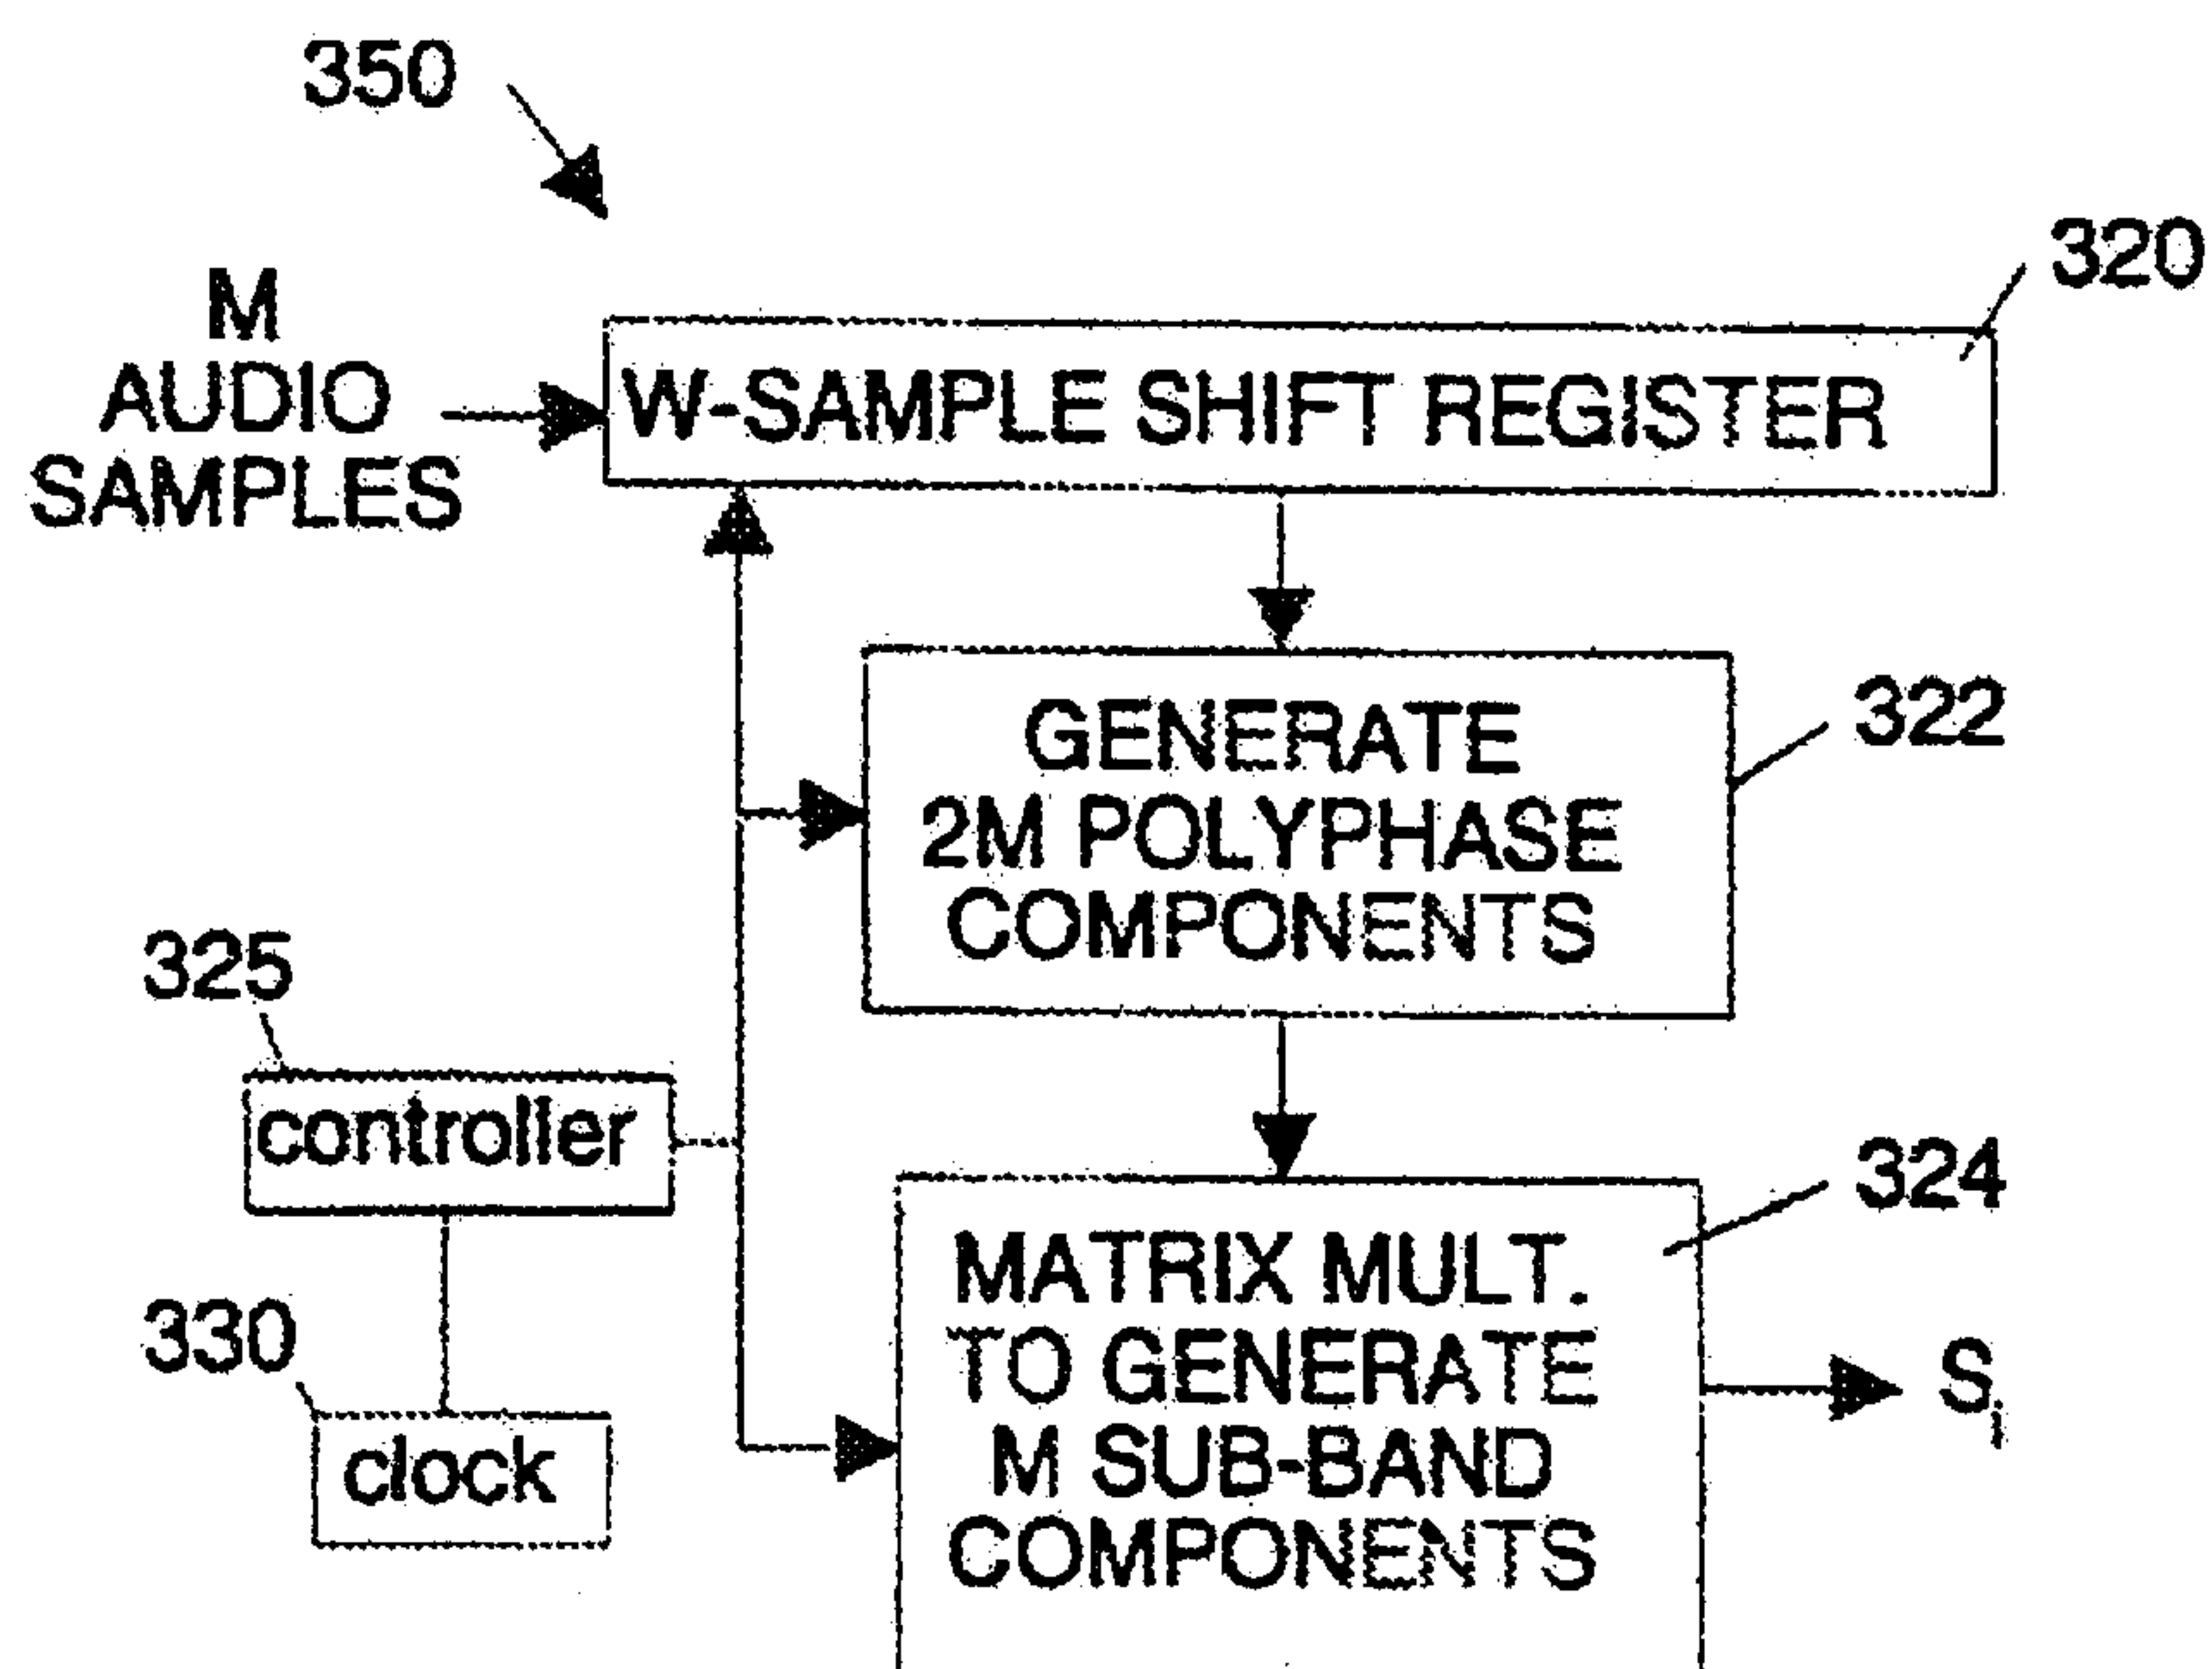 350
320
M
AUDIO
SAMPLES
W-SAMPLE SHIFT REGISTER
322
GENERATE
2M POLYPHASE
COMPONENTS
325
controller
324
330
clock
MATRIX MULT.
TO GENERATE
M SUB-BAND
COMPONENTS
Si